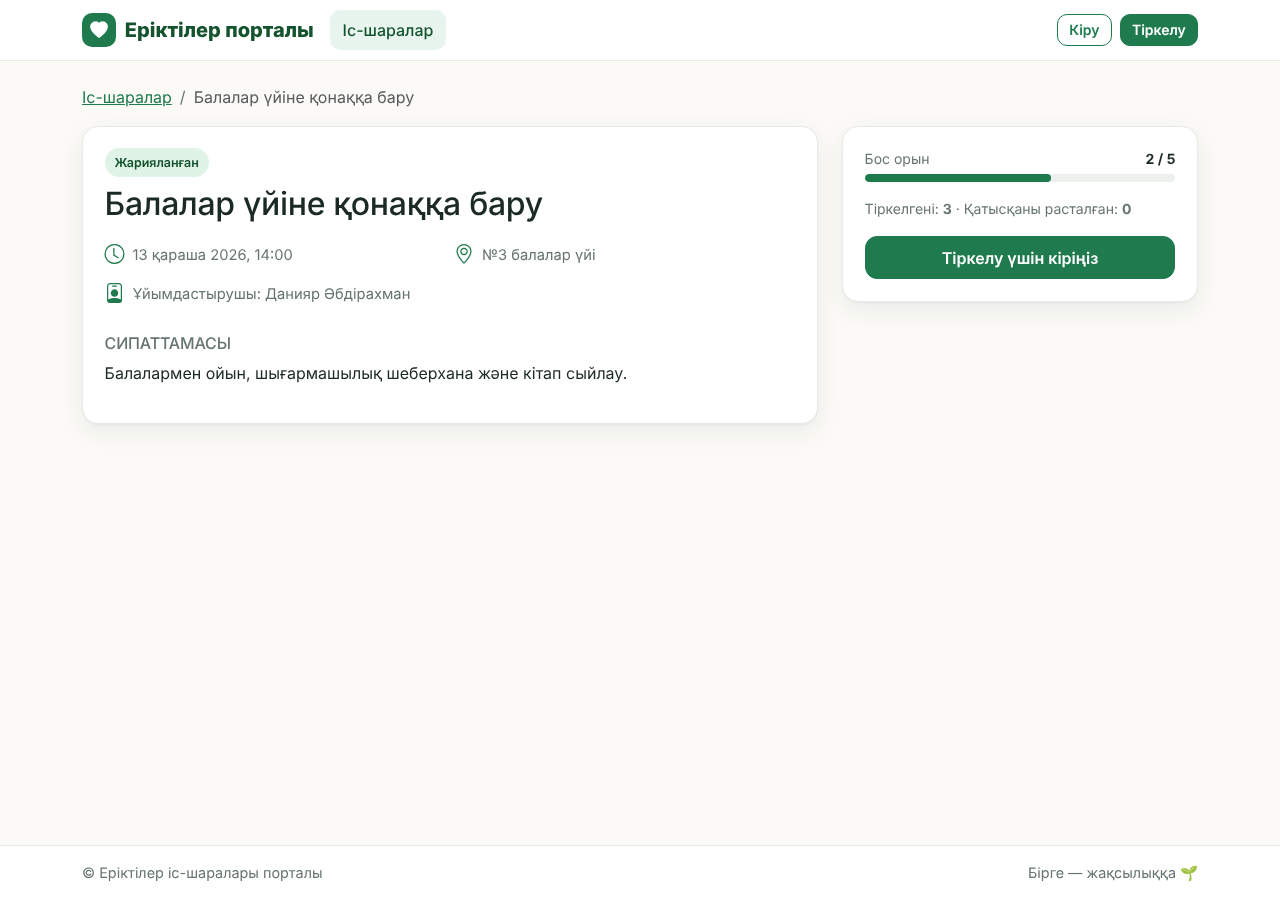 Еріктілер порталы
Іс-шаралар
Кіру
Тіркелу
Іс-шаралар / Балалар үйіне қонаққа бару
Жарияланған
Балалар үйіне қонаққа бару
13 қараша 2026, 14:00
№3 балалар үйі
Ұйымдастырушы: Данияр Әбдірахман
СИПАТТАМАСЫ
Балалармен ойын, шығармашылық шеберхана және кітап сыйлау.
Бос орын 2 / 5
Тіркелгені: 3 · Қатысқаны расталған: 0
Тіркелу үшін кіріңіз
© Еріктілер іс-шаралары порталы
Бірге — жақсылыққа 🌱